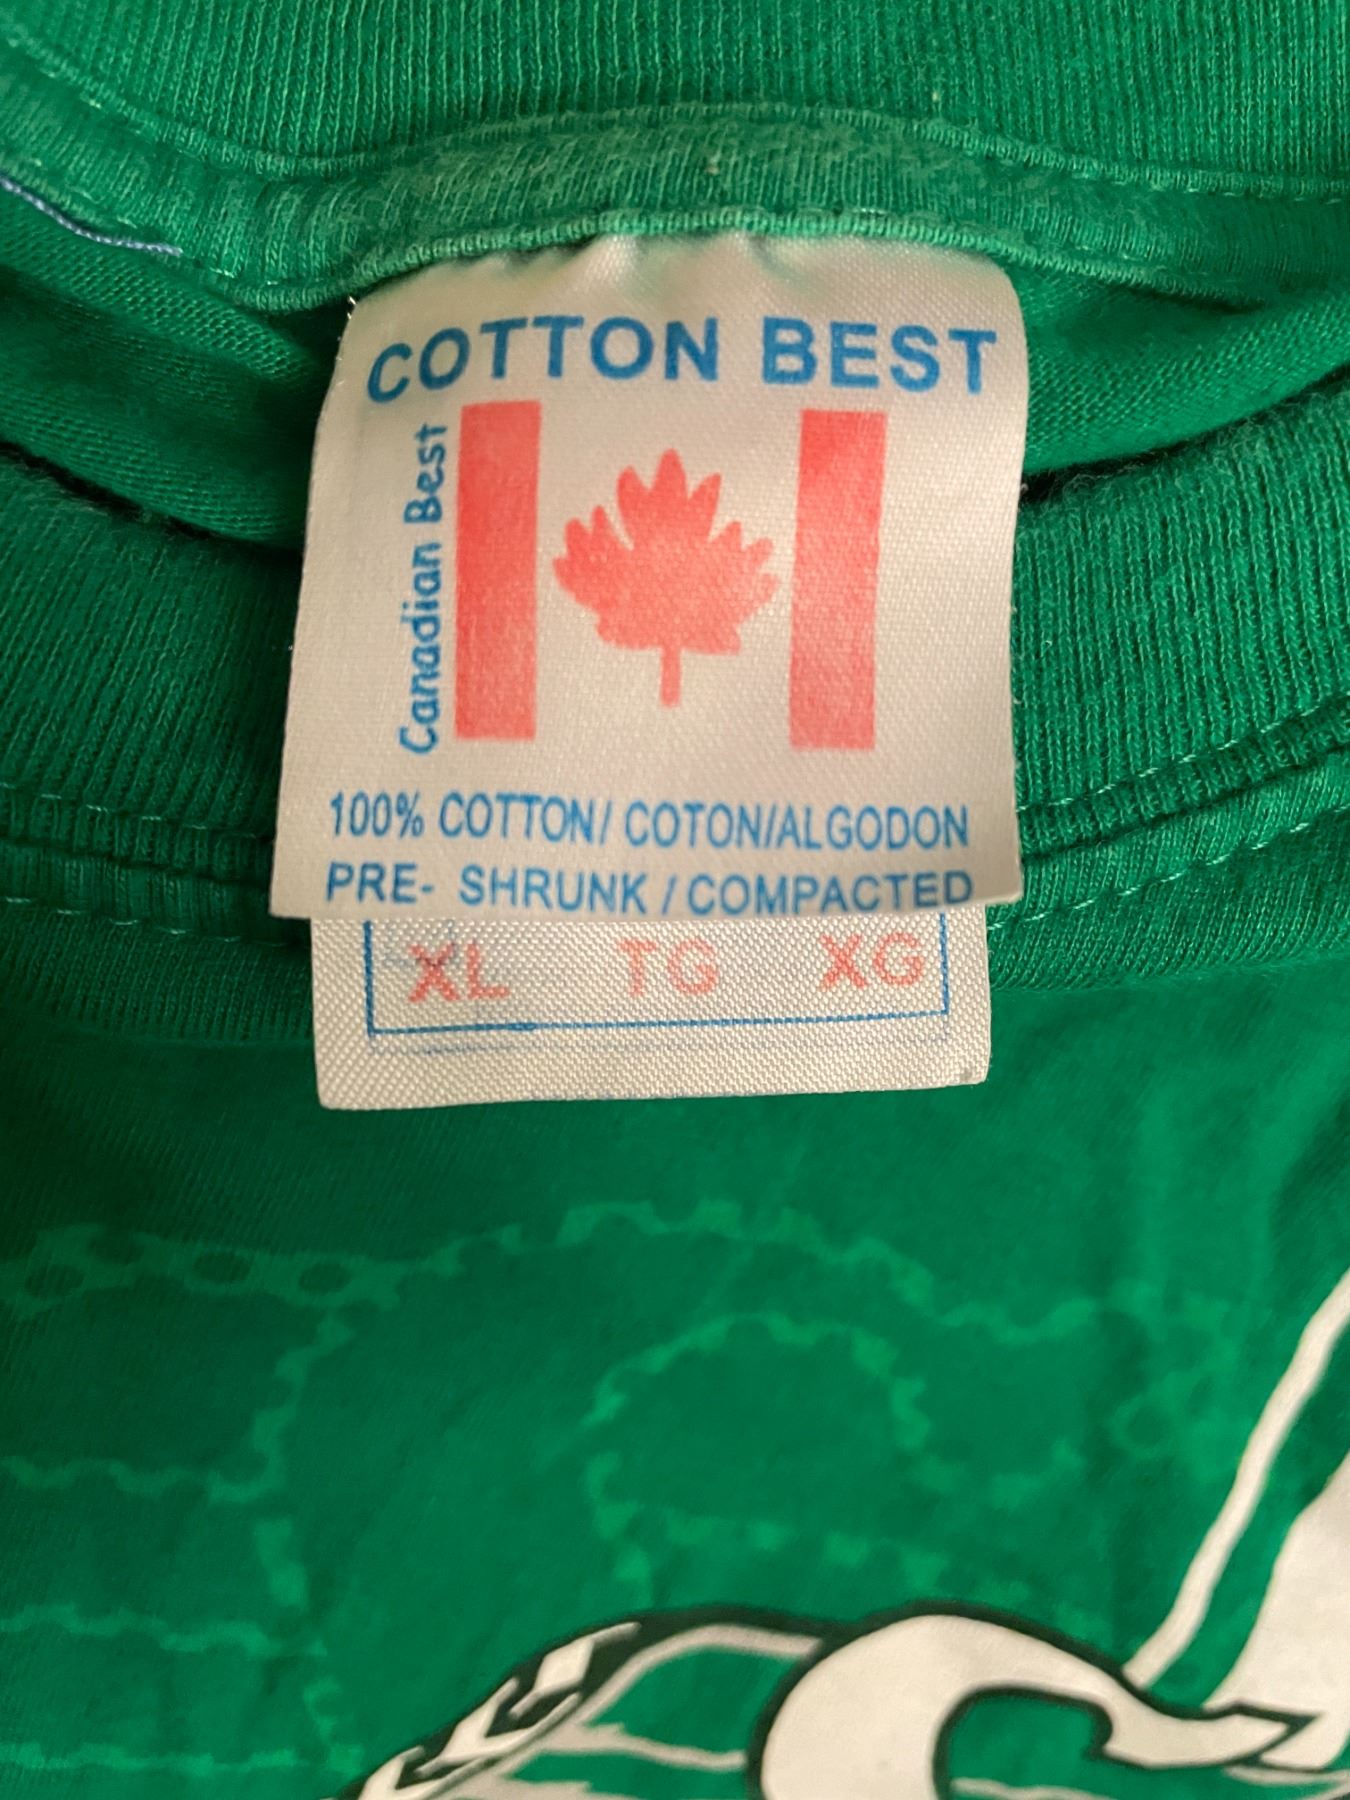 COTTON BEST
Canadian Best
100% COTTON/ COTON/ALGODON
PRE- SHRUNK / COMPACTED
XL TG XG